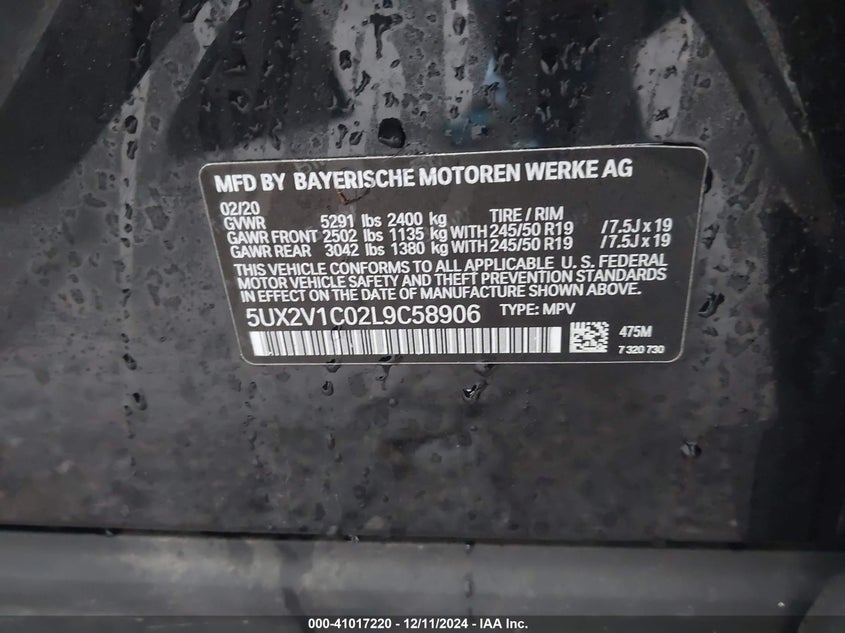 MFD BY BAYERISCHE MOTOREN WERKE AG
02/20
GVWR 5291 lbs 2400 kg TIRE / RIM
GAWR FRONT 2502 lbs 1135 kg WITH 245/50 R19 /7.5J x 19
GAWR REAR 3042 lbs 1380 kg WITH 245/50 R19 /7.5J x 19
THIS VEHICLE CONFORMS TO ALL APPLICABLE U. S. FEDERAL
MOTOR VEHICLE SAFETY AND THEFT PREVENTION STANDARDS
IN EFFECT ON THE DATE OF MANUFACTURE SHOWN ABOVE.
5UX2V1C02L9C58906 TYPE: MPV
475M
7 320 730
000-41017220 - 12/11/2024 - IAA Inc.